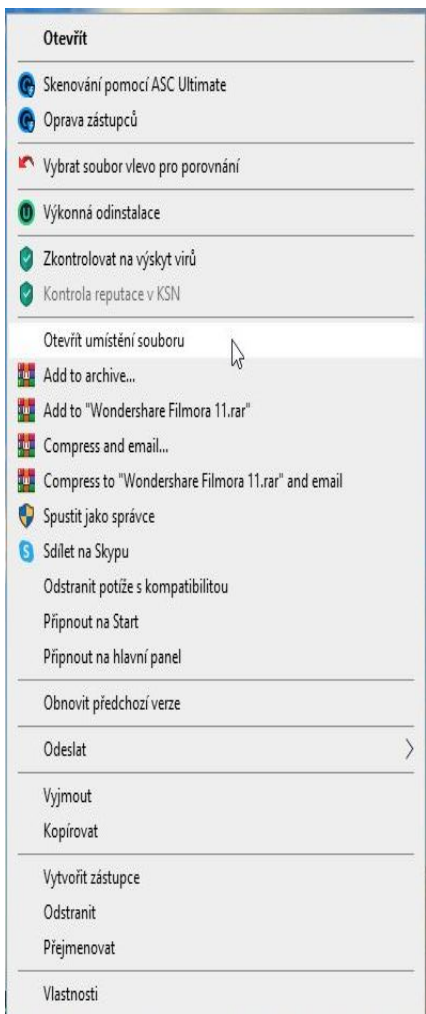 Otevřít
Skenování pomocí ASC Ultimate
Oprava zástupců
Vybrat soubor vlevo pro porovnání
Výkonná odinstalace
Zkontrolovat na výskyt virů
Kontrola reputace v KSN
Otevřít umístění souboru
Add to archive...
Add to "Wondershare Filmora 11.rar"
Compress and email...
Compress to "Wondershare Filmora 11.rar" and email
Spustit jako správce
Sdílet na Skypu
Odstranit potíže s kompatibilitou
Připnout na Start
Připnout na hlavní panel
Obnovit předchozí verze
Odeslat
Vyjmout
Kopírovat
Vytvořit zástupce
Odstranit
Přejmenovat
Vlastnosti